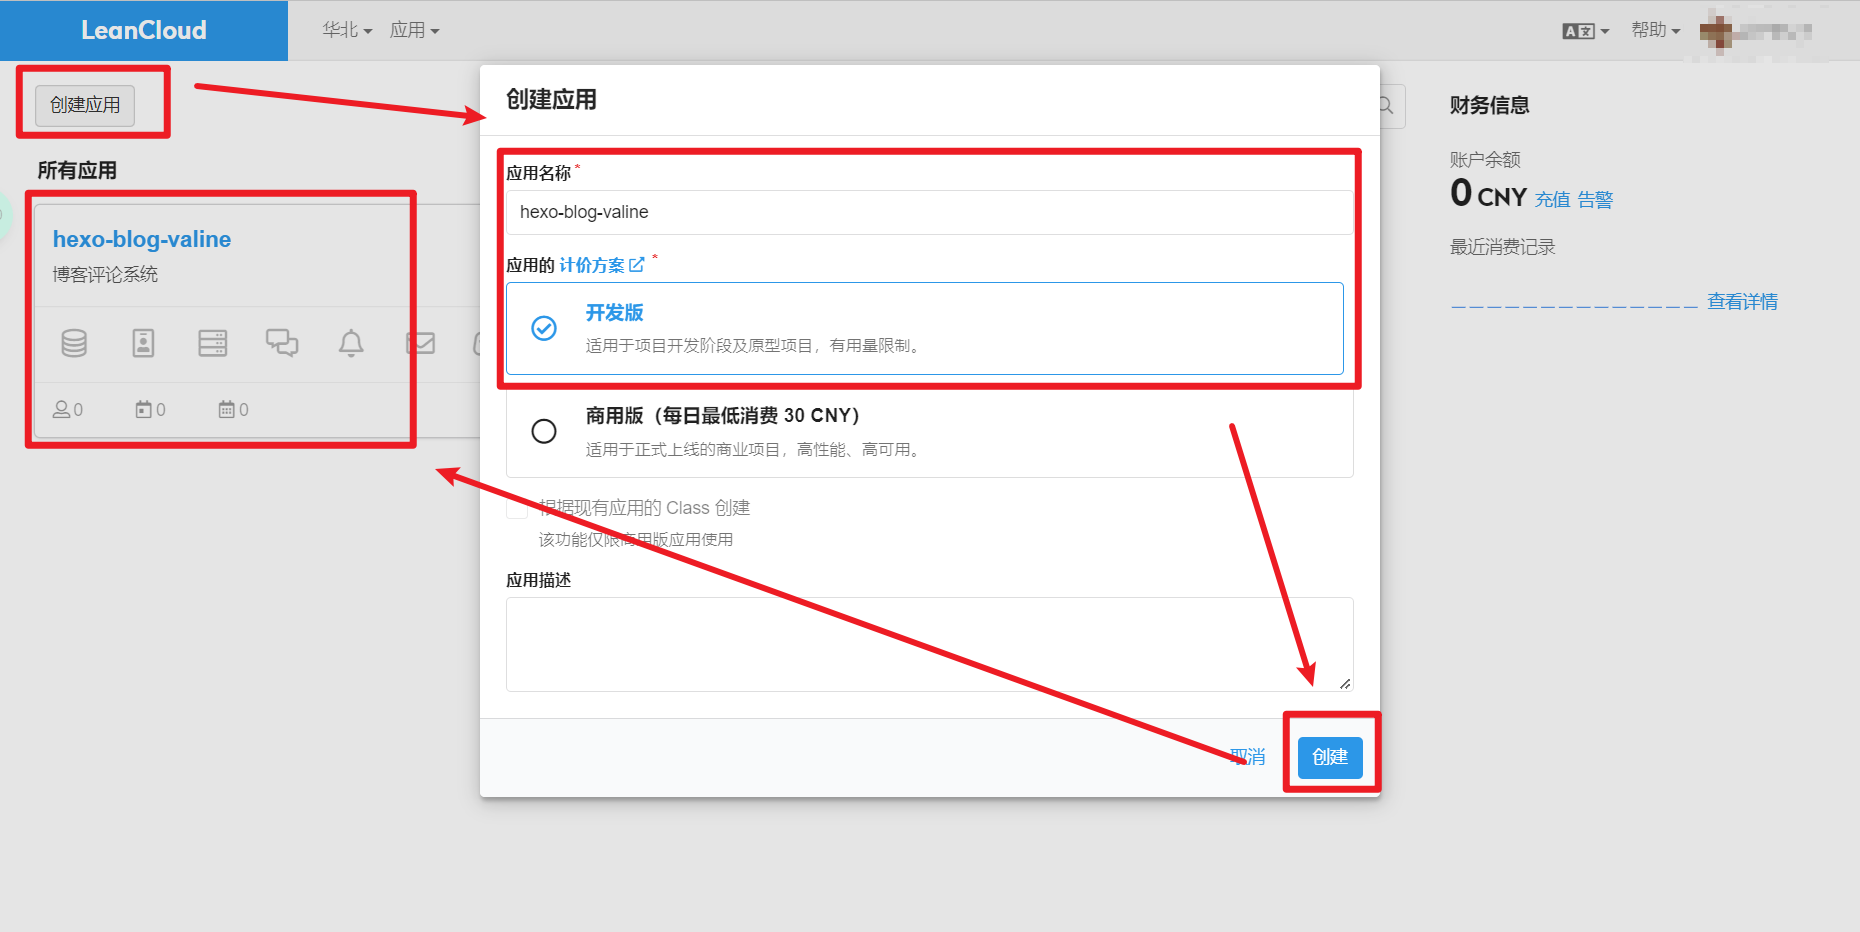 LeanCloud
华北 应用
帮助
创建应用
所有应用
hexo-blog-valine
博客评论系统
0 0 0
创建应用
应用名称*
hexo-blog-valine
应用的 计价方案 *
开发版
适用于项目开发阶段及原型项目，有用量限制。
商用版（每日最低消费 30 CNY）
适用于正式上线的商业项目，高性能、高可用。
根据现有应用的 Class 创建
该功能仅限商用版应用使用
应用描述
取消 创建
财务信息
账户余额
0 CNY 充值 告警
最近消费记录
查看详情